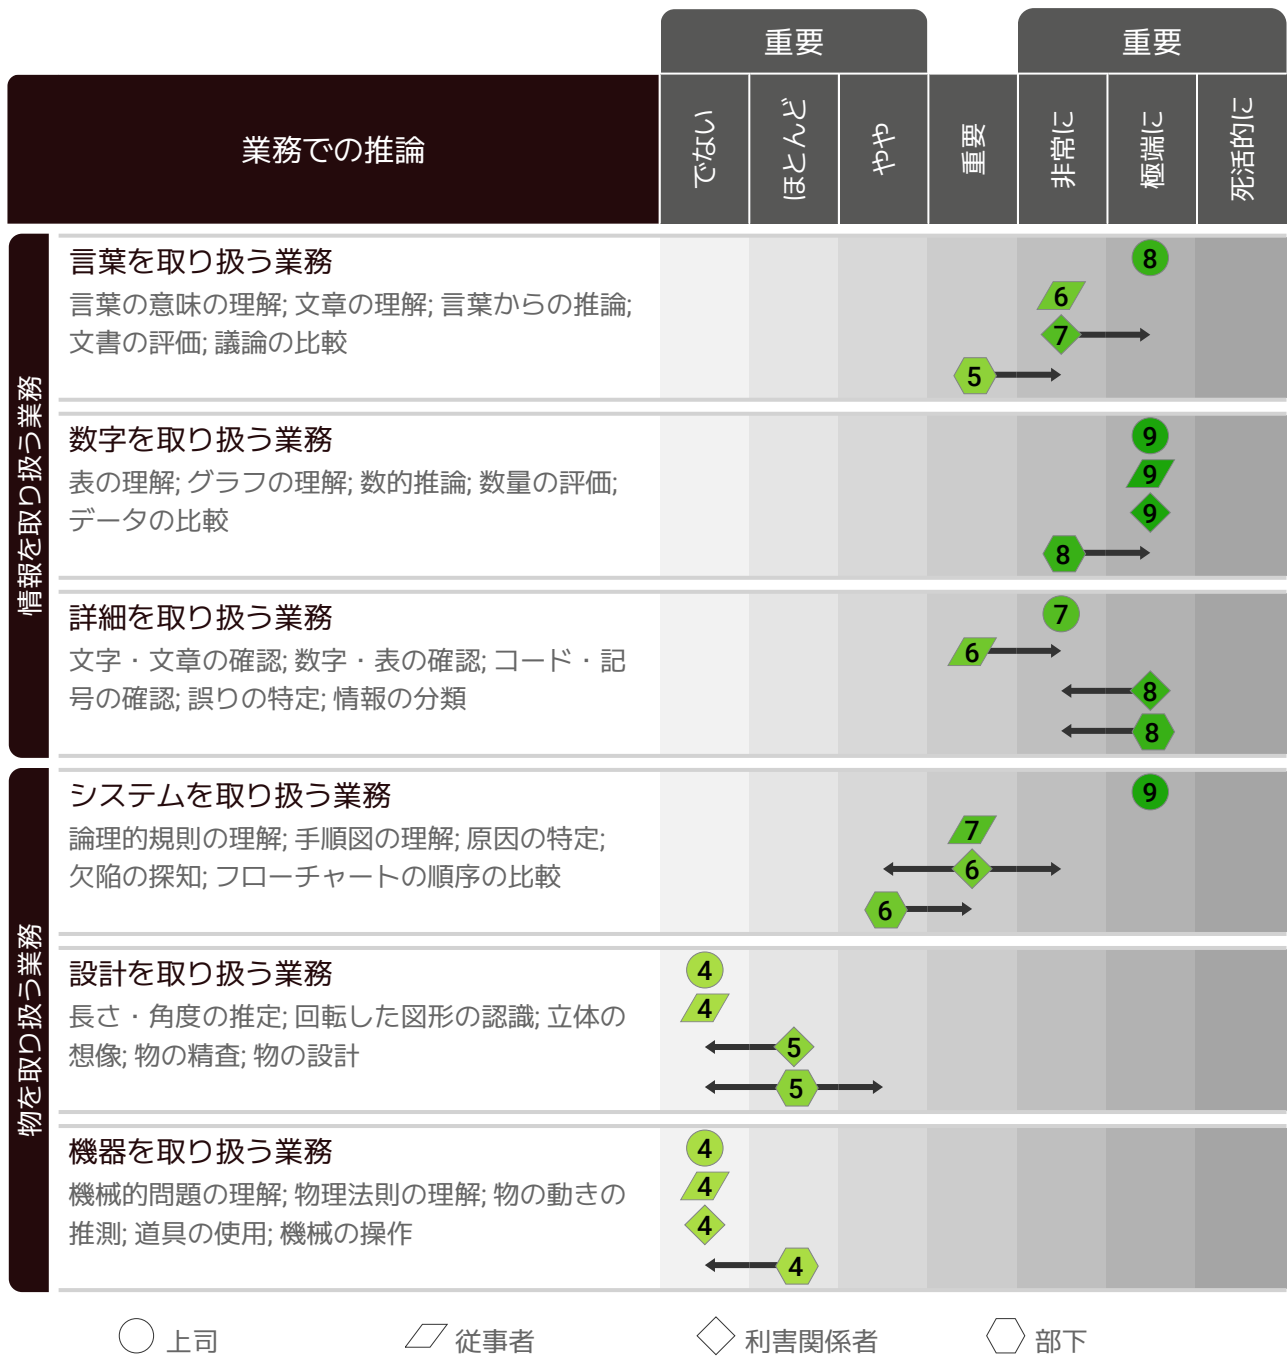 重要
重要
業務での推論
でない
ほとんど
やや
重要
非常に
極端に
死活的に
情報を取り扱う業務
言葉を取り扱う業務
言葉の意味の理解; 文章の理解; 言葉からの推論;
文書の評価; 議論の比較
8
6
7
5
数字を取り扱う業務
表の理解; グラフの理解; 数的推論; 数量の評価;
データの比較
9
9
9
8
詳細を取り扱う業務
文字・文章の確認; 数字・表の確認; コード・記
号の確認; 誤りの特定; 情報の分類
7
6
8
8
物を取り扱う業務
システムを取り扱う業務
論理的規則の理解; 手順図の理解; 原因の特定;
欠陥の探知; フローチャートの順序の比較
9
7
6
6
設計を取り扱う業務
長さ・角度の推定; 回転した図形の認識; 立体の
想像; 物の精査; 物の設計
4
4
5
5
機器を取り扱う業務
機械的問題の理解; 物理法則の理解; 物の動きの
推測; 道具の使用; 機械の操作
4
4
4
4
上司 従事者 利害関係者 部下